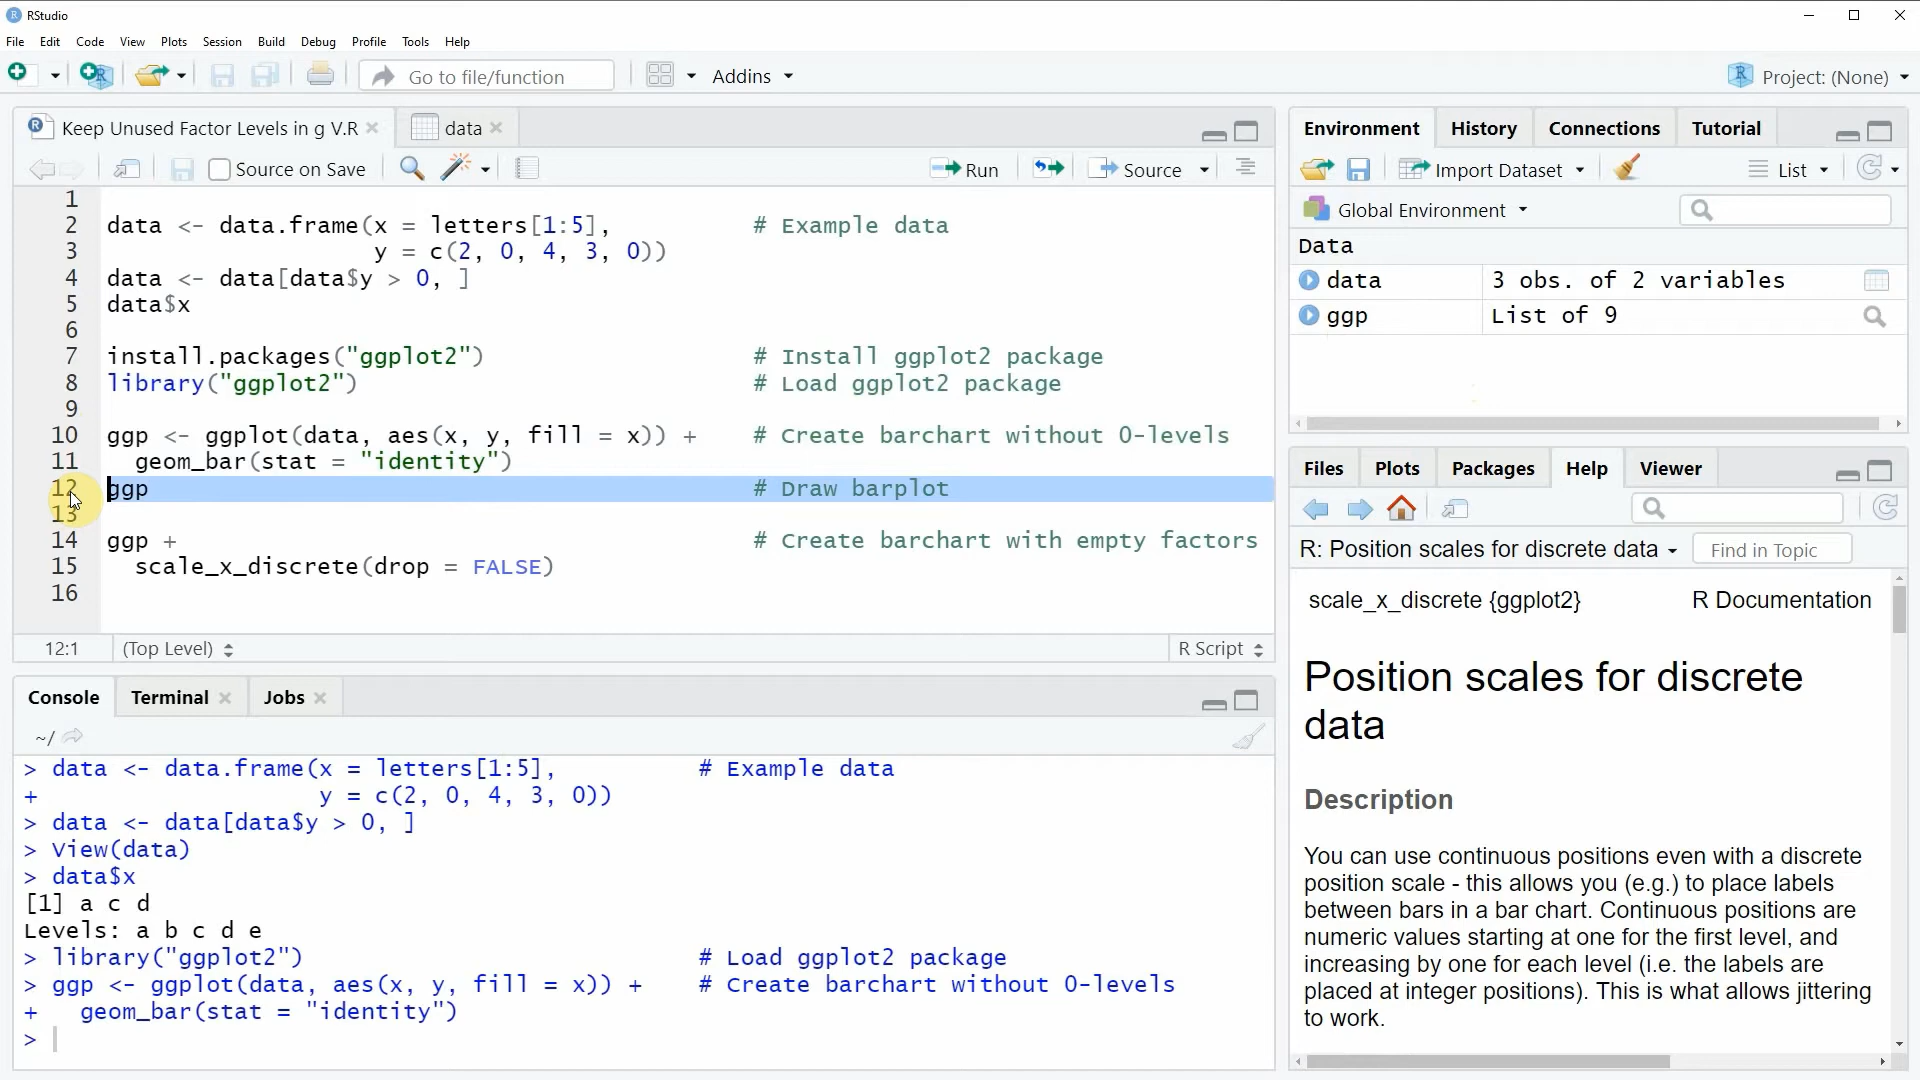 RStudio
File Edit Code View Plots Session Build Debug Profile Tools Help
Go to file/function Addins Project: (None)
Keep Unused Factor Levels in g V.R data
Source on Save Run Source
1
2 data <- data.frame(x = letters[1:5], # Example data
3 y = c(2, 0, 4, 3, 0))
4 data <- data[data$y > 0, ]
5 data$x
6
7 install.packages("ggplot2") # Install ggplot2 package
8 library("ggplot2") # Load ggplot2 package
9
10 ggp <- ggplot(data, aes(x, y, fill = x)) + # Create barchart without 0-levels
11 geom_bar(stat = "identity")
12 ggp # Draw barplot
13
14 ggp + # Create barchart with empty factors
15 scale_x_discrete(drop = FALSE)
16
12:1 (Top Level) R Script
Console Terminal Jobs
~/
> data <- data.frame(x = letters[1:5], # Example data
+ y = c(2, 0, 4, 3, 0))
> data <- data[data$y > 0, ]
> View(data)
> data$x
[1] a c d
Levels: a b c d e
> library("ggplot2") # Load ggplot2 package
> ggp <- ggplot(data, aes(x, y, fill = x)) + # Create barchart without 0-levels
+ geom_bar(stat = "identity")
>
Environment History Connections Tutorial
Import Dataset List
Global Environment
Data
data 3 obs. of 2 variables
ggp List of 9
Files Plots Packages Help Viewer
R: Position scales for discrete data Find in Topic
scale_x_discrete {ggplot2} R Documentation
Position scales for discrete
data
Description
You can use continuous positions even with a discrete
position scale - this allows you (e.g.) to place labels
between bars in a bar chart. Continuous positions are
numeric values starting at one for the first level, and
increasing by one for each level (i.e. the labels are
placed at integer positions). This is what allows jittering
to work.